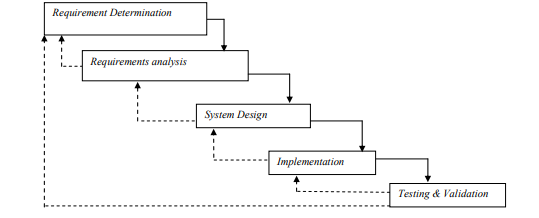 Requirement Determination
Requirements analysis
System Design
Implementation
Testing & Validation